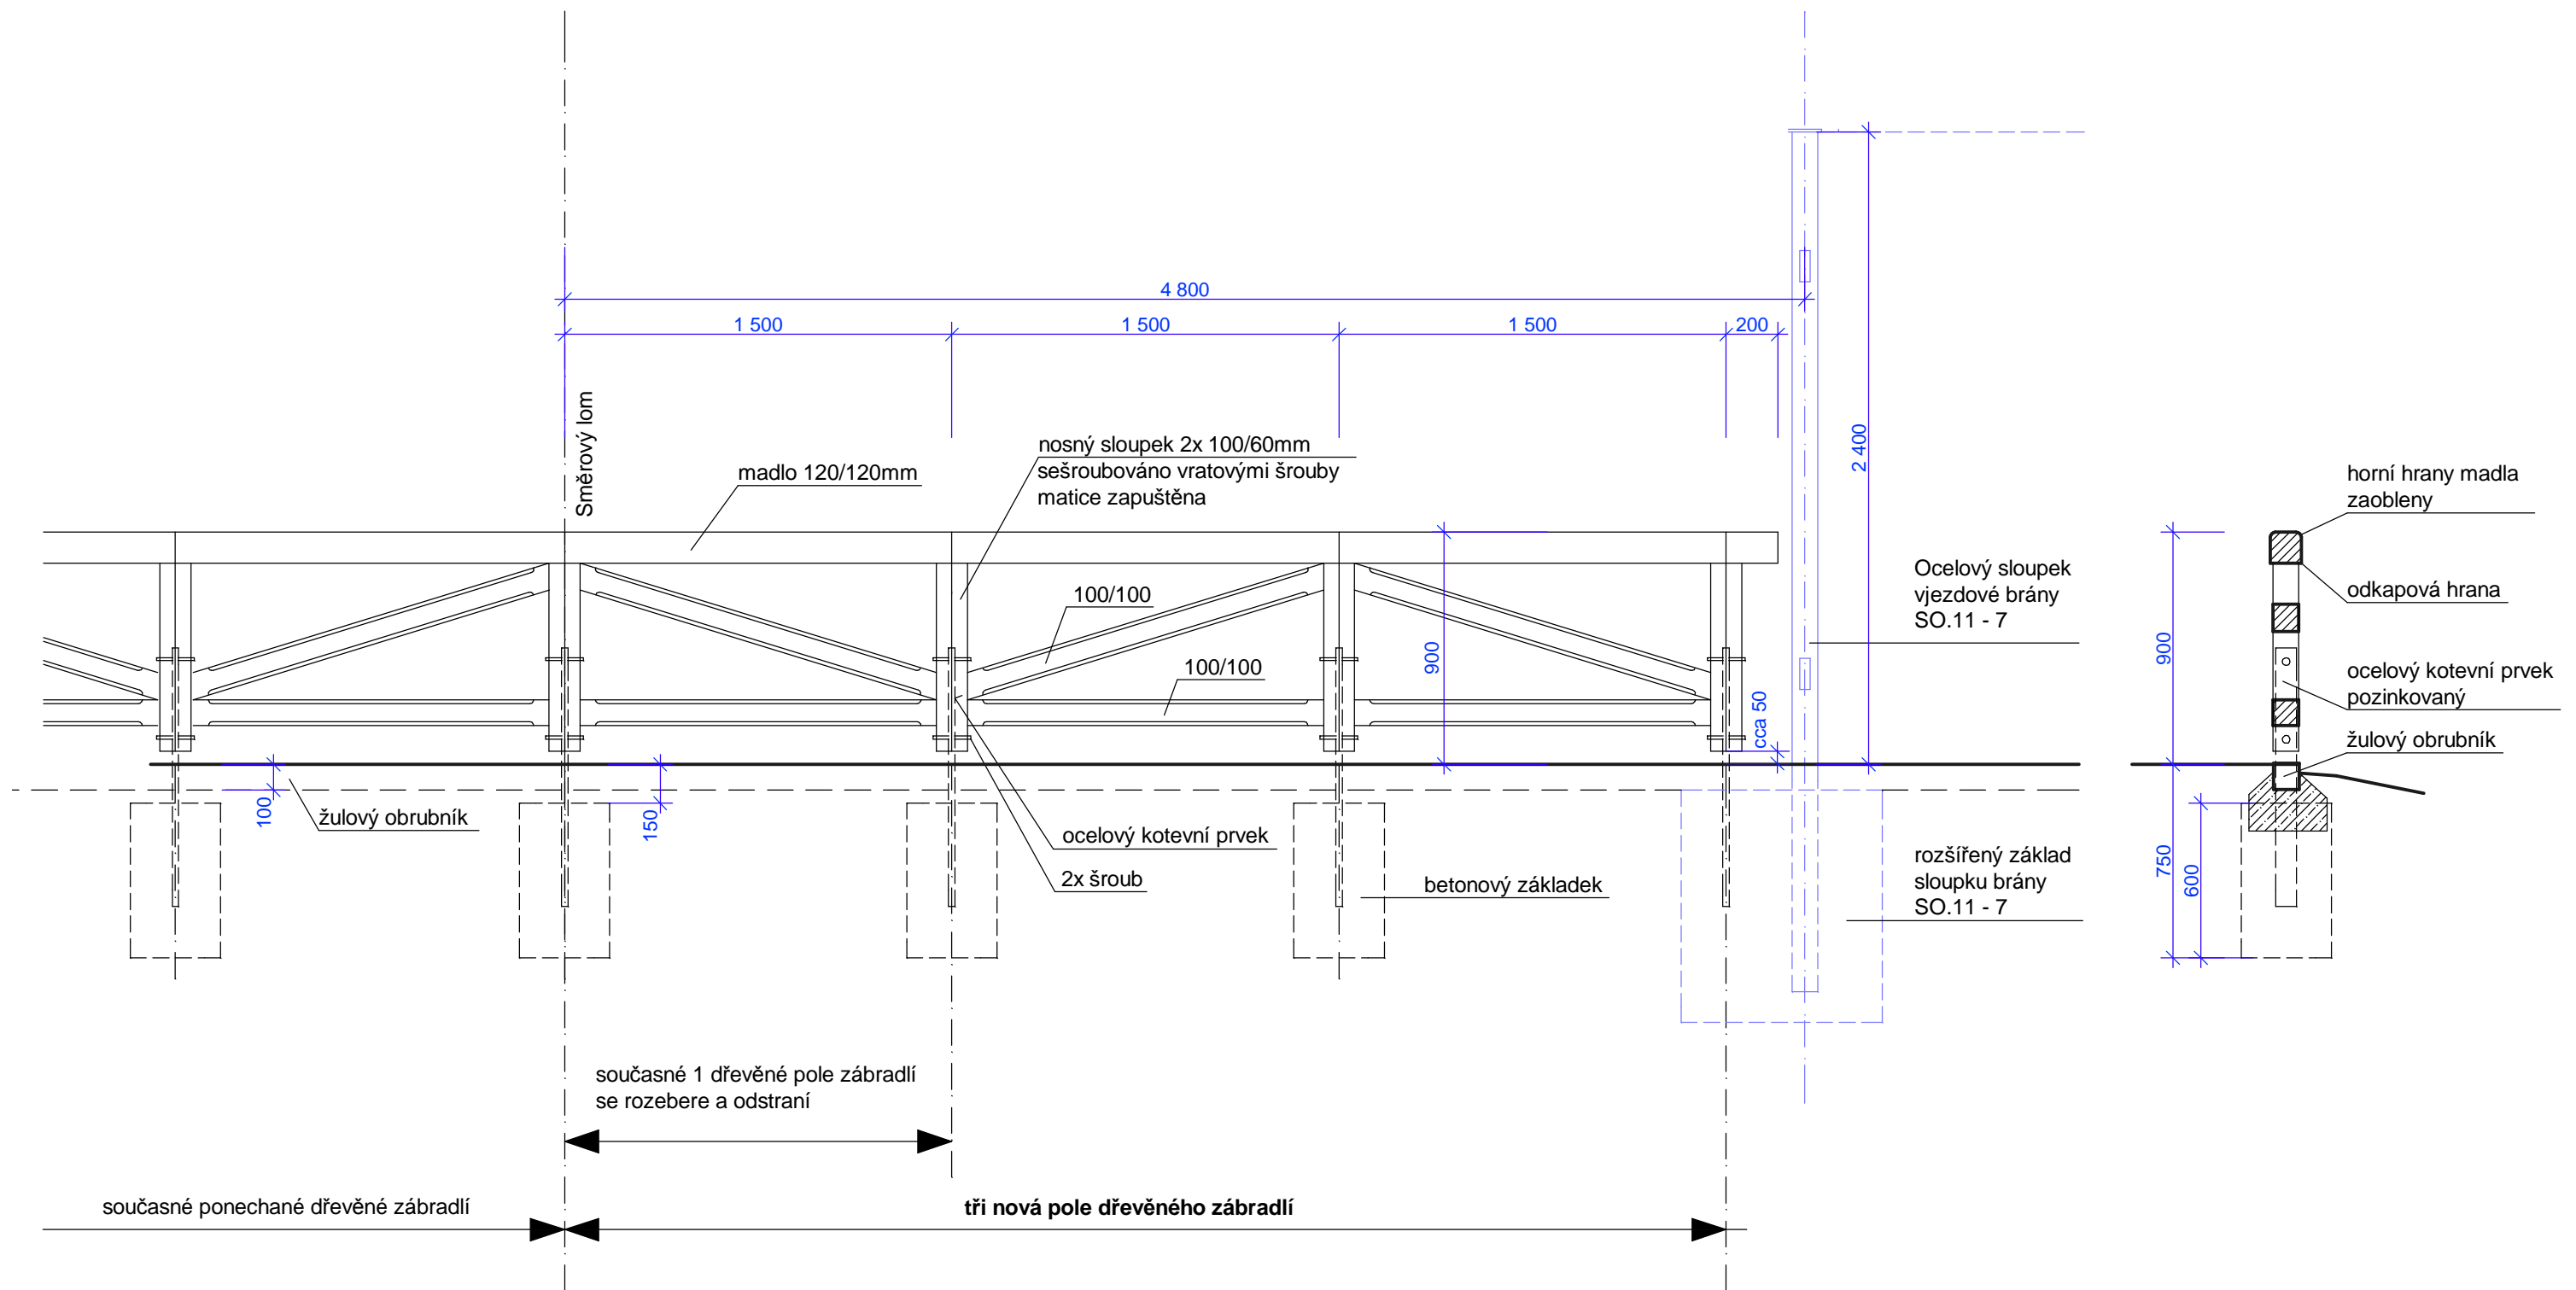 4 800
1 500
1 500
1 500
200
2 400
Směrový lom
madlo 120/120mm
nosný sloupek 2x 100/60mm
sešroubováno vratovými šrouby
matice zapuštěna
horní hrany madla
zaobleny
Ocelový sloupek
vjezdové brány
SO.11 - 7
odkapová hrana
100/100
900
900
100/100
ocelový kotevní prvek
pozinkovaný
cca 50
žulový obrubník
100
žulový obrubník
150
ocelový kotevní prvek
2x šroub
betonový základek
rozšířený základ
sloupku brány
SO.11 - 7
750
600
současné 1 dřevěné pole zábradlí
se rozebere a odstraní
současné ponechané dřevěné zábradlí
tři nová pole dřevěného zábradlí